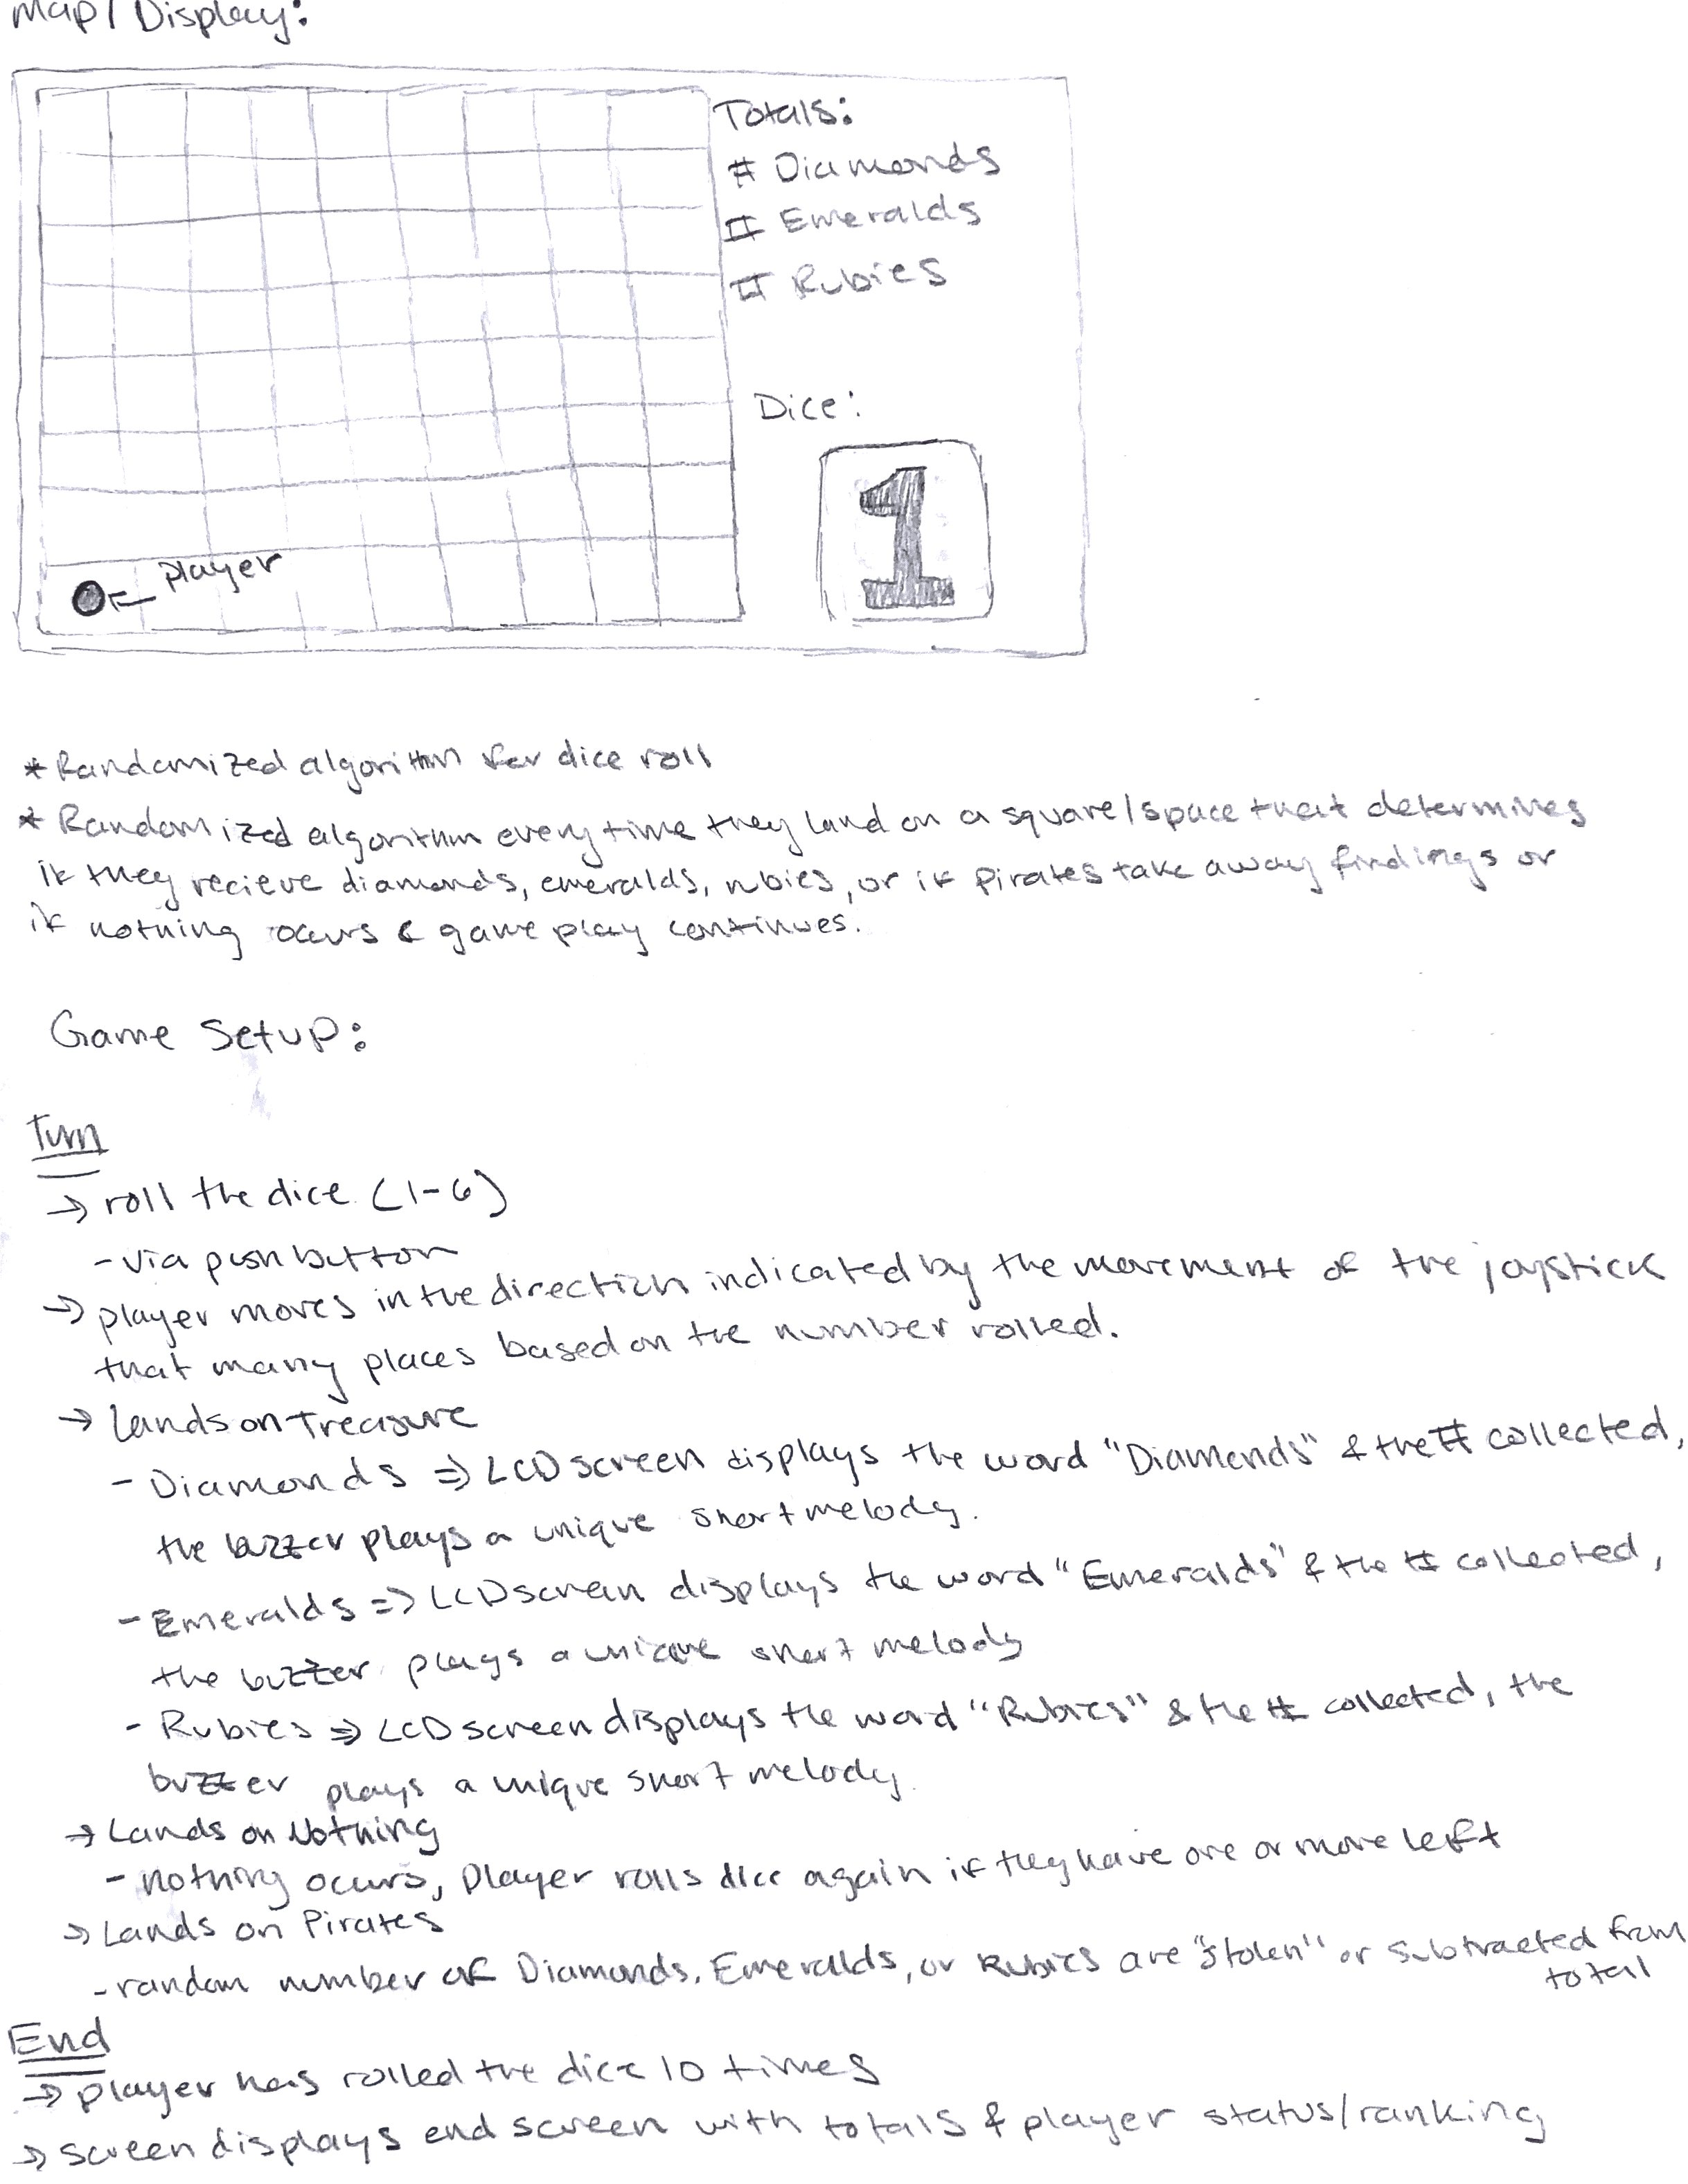 Map/Display:
Totals:
# Diamonds
# Emeralds
# Rubies
Dice:
1
player
* Randomized algorithm for dice roll
* Randomized algorithm every time they land on a square/space that determines
if they recieve diamonds, emeralds, rubies, or if pirates take away findings or
if nothing occurs & game play continues.
Game Setup:
Turn
→ roll the dice (1-6)
- via push button
→ player moves in the direction indicated by the movement of the joystick
that many places based on the number rolled.
→ Lands on Treasure
- Diamonds ⇒ LCD screen displays the word "Diamonds" & the # collected,
the buzzer plays a unique short melody.
- Emeralds ⇒ LCD screen displays the word "Emeralds" & the # collected,
the buzzer plays a unique short melody
- Rubies ⇒ LCD screen displays the word "Rubies" & the # collected, the
buzzer plays a unique short melody.
→ Lands on Nothing
- nothing occurs, Player rolls dice again if they have one or more left
→ Lands on Pirates
- random number of Diamonds, Emeralds, or Rubies are "stolen" or subtracted from
total
End
→ player has rolled the dice 10 times
→ screen displays end screen with totals & player status/ranking